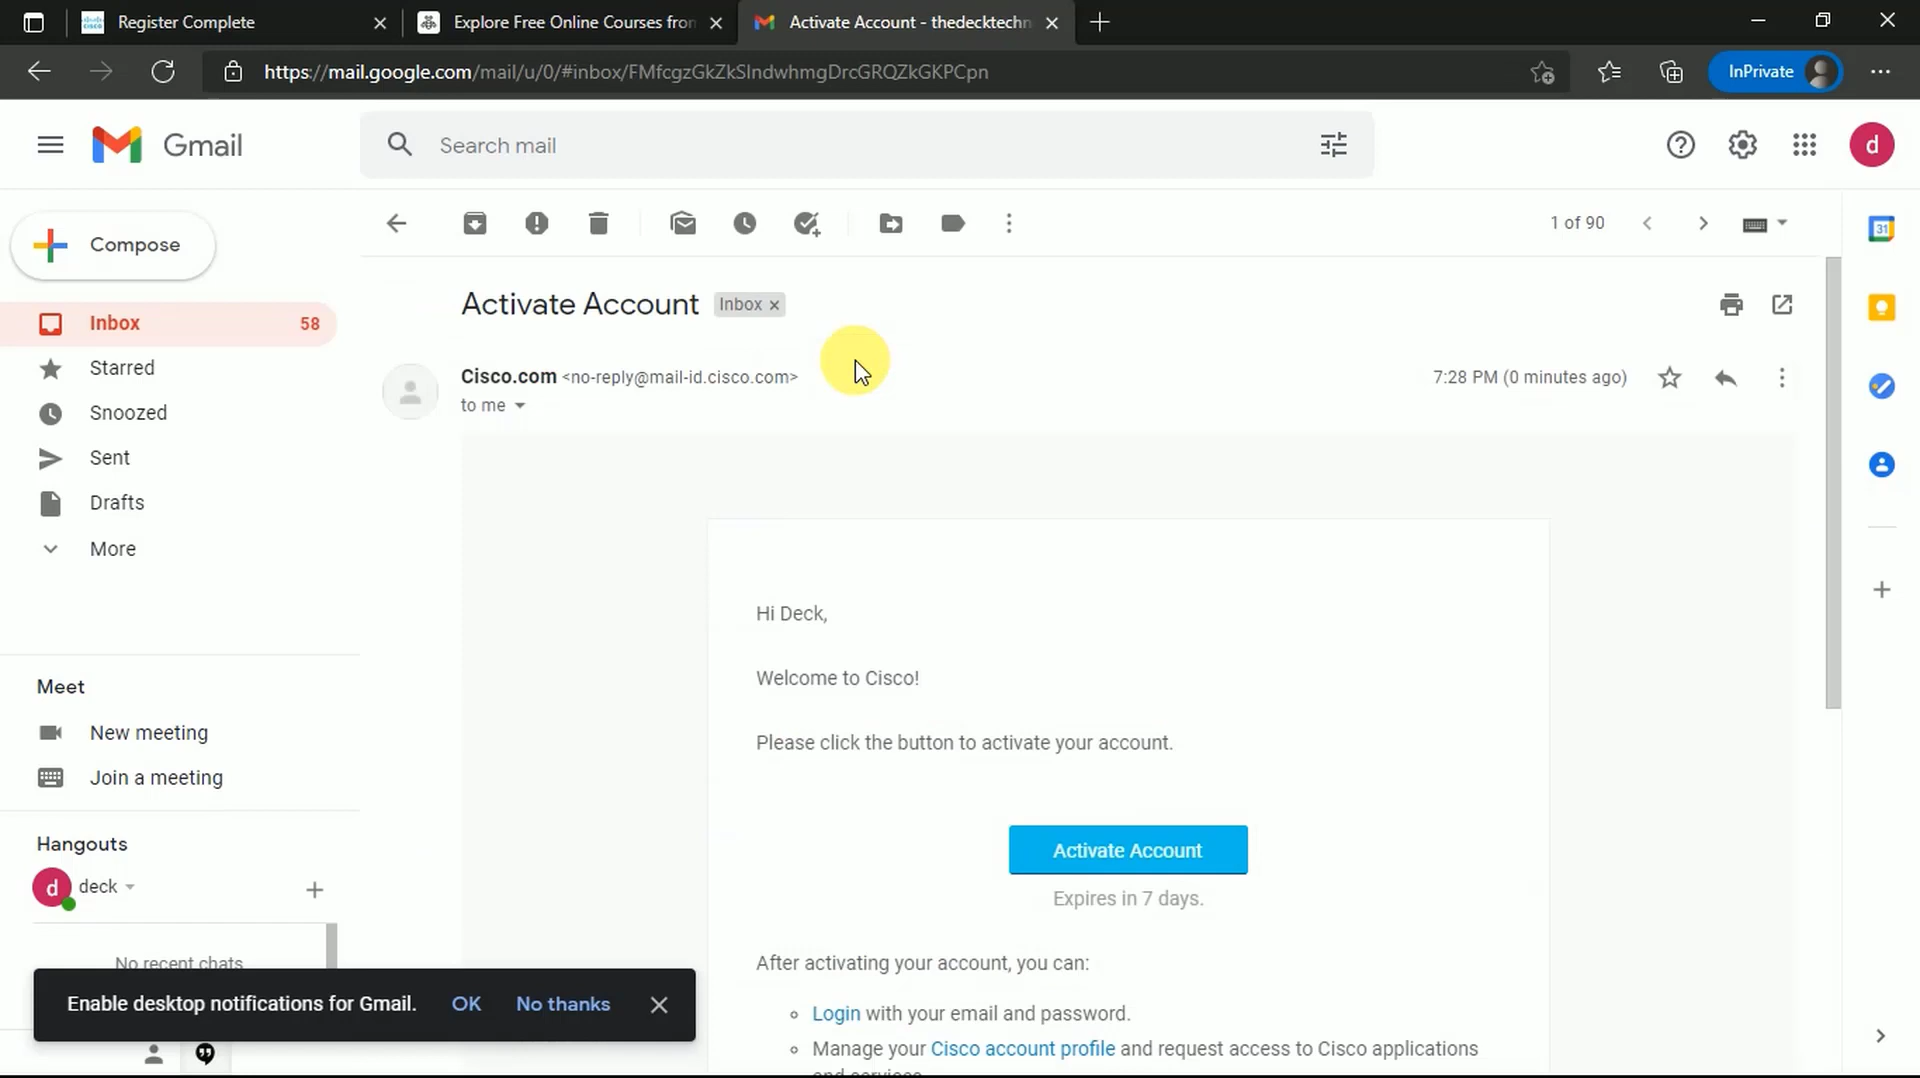 Register Complete
Explore Free Online Courses from
Activate Account - thedecktechn
https://mail.google.com/mail/u/0/#inbox/FMfcgzGkZkSlndwhmgDrcGRQZkGKPCpn
InPrivate
Gmail
Search mail
d
Compose
1 of 90
31
Activate Account
Inbox ×
Inbox 58
Starred
Snoozed
Sent
Drafts
More
Cisco.com <no-reply@mail-id.cisco.com>
7:28 PM (0 minutes ago)
to me
Hi Deck,
Welcome to Cisco!
Please click the button to activate your account.
Activate Account
Expires in 7 days.
After activating your account, you can:
Login with your email and password.
Manage your Cisco account profile and request access to Cisco applications
and services.
Meet
New meeting
Join a meeting
Hangouts
d
deck
No recent chats
Enable desktop notifications for Gmail. OK No thanks